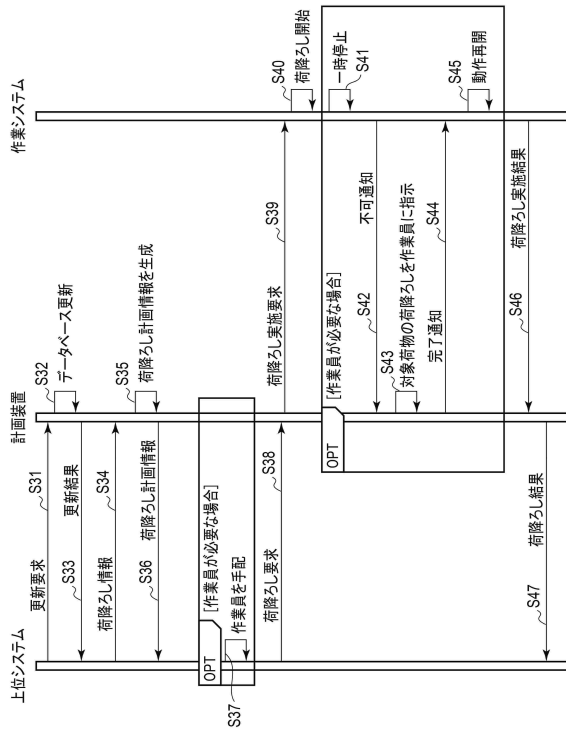 上位システム
計画装置
作業システム
更新要求
S31
S32
データベース更新
更新結果
S33
荷降ろし情報
S34
S35
荷降ろし計画情報を生成
荷降ろし計画情報
S36
OPT
[作業員が必要な場合]
作業員を手配
S37
荷降ろし要求
S38
荷降ろし実施要求
S39
S40
荷降ろし開始
OPT
[作業員が必要な場合]
一時停止
S41
不可通知
S42
S43
対象荷物の荷降ろしを作業員に指示
完了通知
S44
S45
動作再開
荷降ろし実施結果
S46
荷降ろし結果
S47